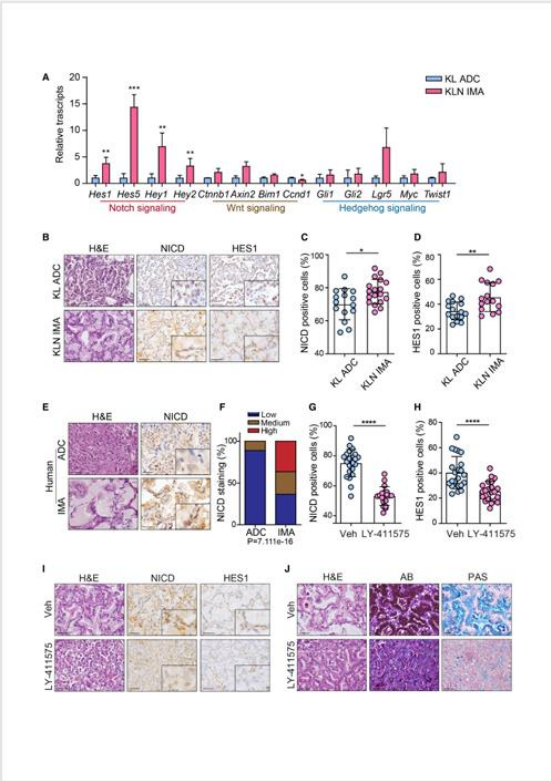 A
Relative trascripts
20
15
10
5
0
KL ADC
KLN IMA
** *** ** ** *
Hes1 Hes5 Hey1 Hey2 Ctnnb1 Axin2 Birn1 Ccnd1 Gli1 Gli2 Lgr5 Myc Twist1
Notch signaling Wnt signaling Hedgehog signaling
B
H&E NICD HES1
KL ADC
KLN IMA
C
NICD positive cells (%)
100
80
60
40
*
KL ADC KLN IMA
D
HES1 positive cells (%)
80
60
40
20
0
**
KL ADC KLN IMA
E
H&E NICD
Human
ADC
IMA
F
Low
Medium
High
NICD staining (%)
100
50
0
ADC IMA
P=7.111e-16
G
NICD positive cells (%)
100
80
60
40
****
Veh LY-411575
H
HES1 positive cells (%)
80
60
40
20
0
****
Veh LY-411575
I
H&E NICD HES1
Veh
LY-411575
J
H&E AB PAS
Veh
LY-411575